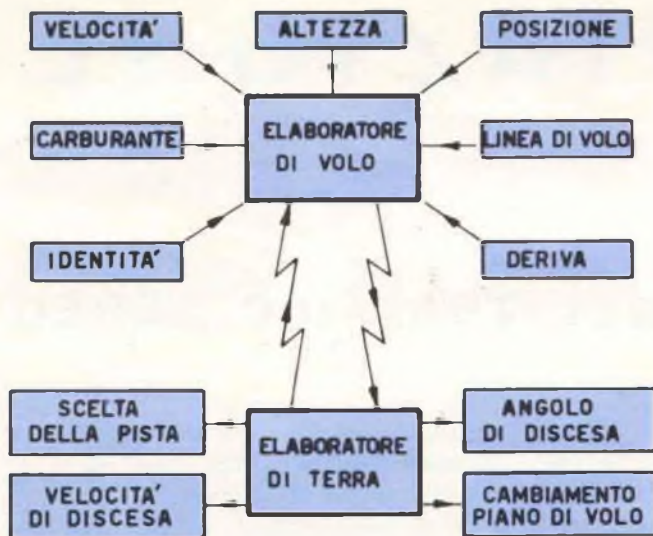 VELOCITA'
ALTEZZA
POSIZIONE
CARBURANTE
ELABORATORE
DI VOLO
LINEA DI VOLO
IDENTITA'
DERIVA
SCELTA
DELLA PISTA
ELABORATORE
DI TERRA
ANGOLO
DI DISCESA
VELOCITA'
DI DISCESA
CAMBIAMENTO
PIANO DI VOLO